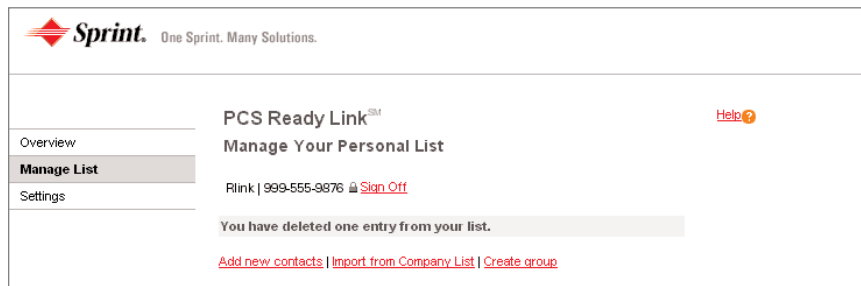 Sprint. One Sprint. Many Solutions.
PCS Ready Link℠
Help?
Overview
Manage Your Personal List
Manage List
Rlink | 999-555-9876 Sign Off
Settings
You have deleted one entry from your list.
Add new contacts | Import from Company List | Create group